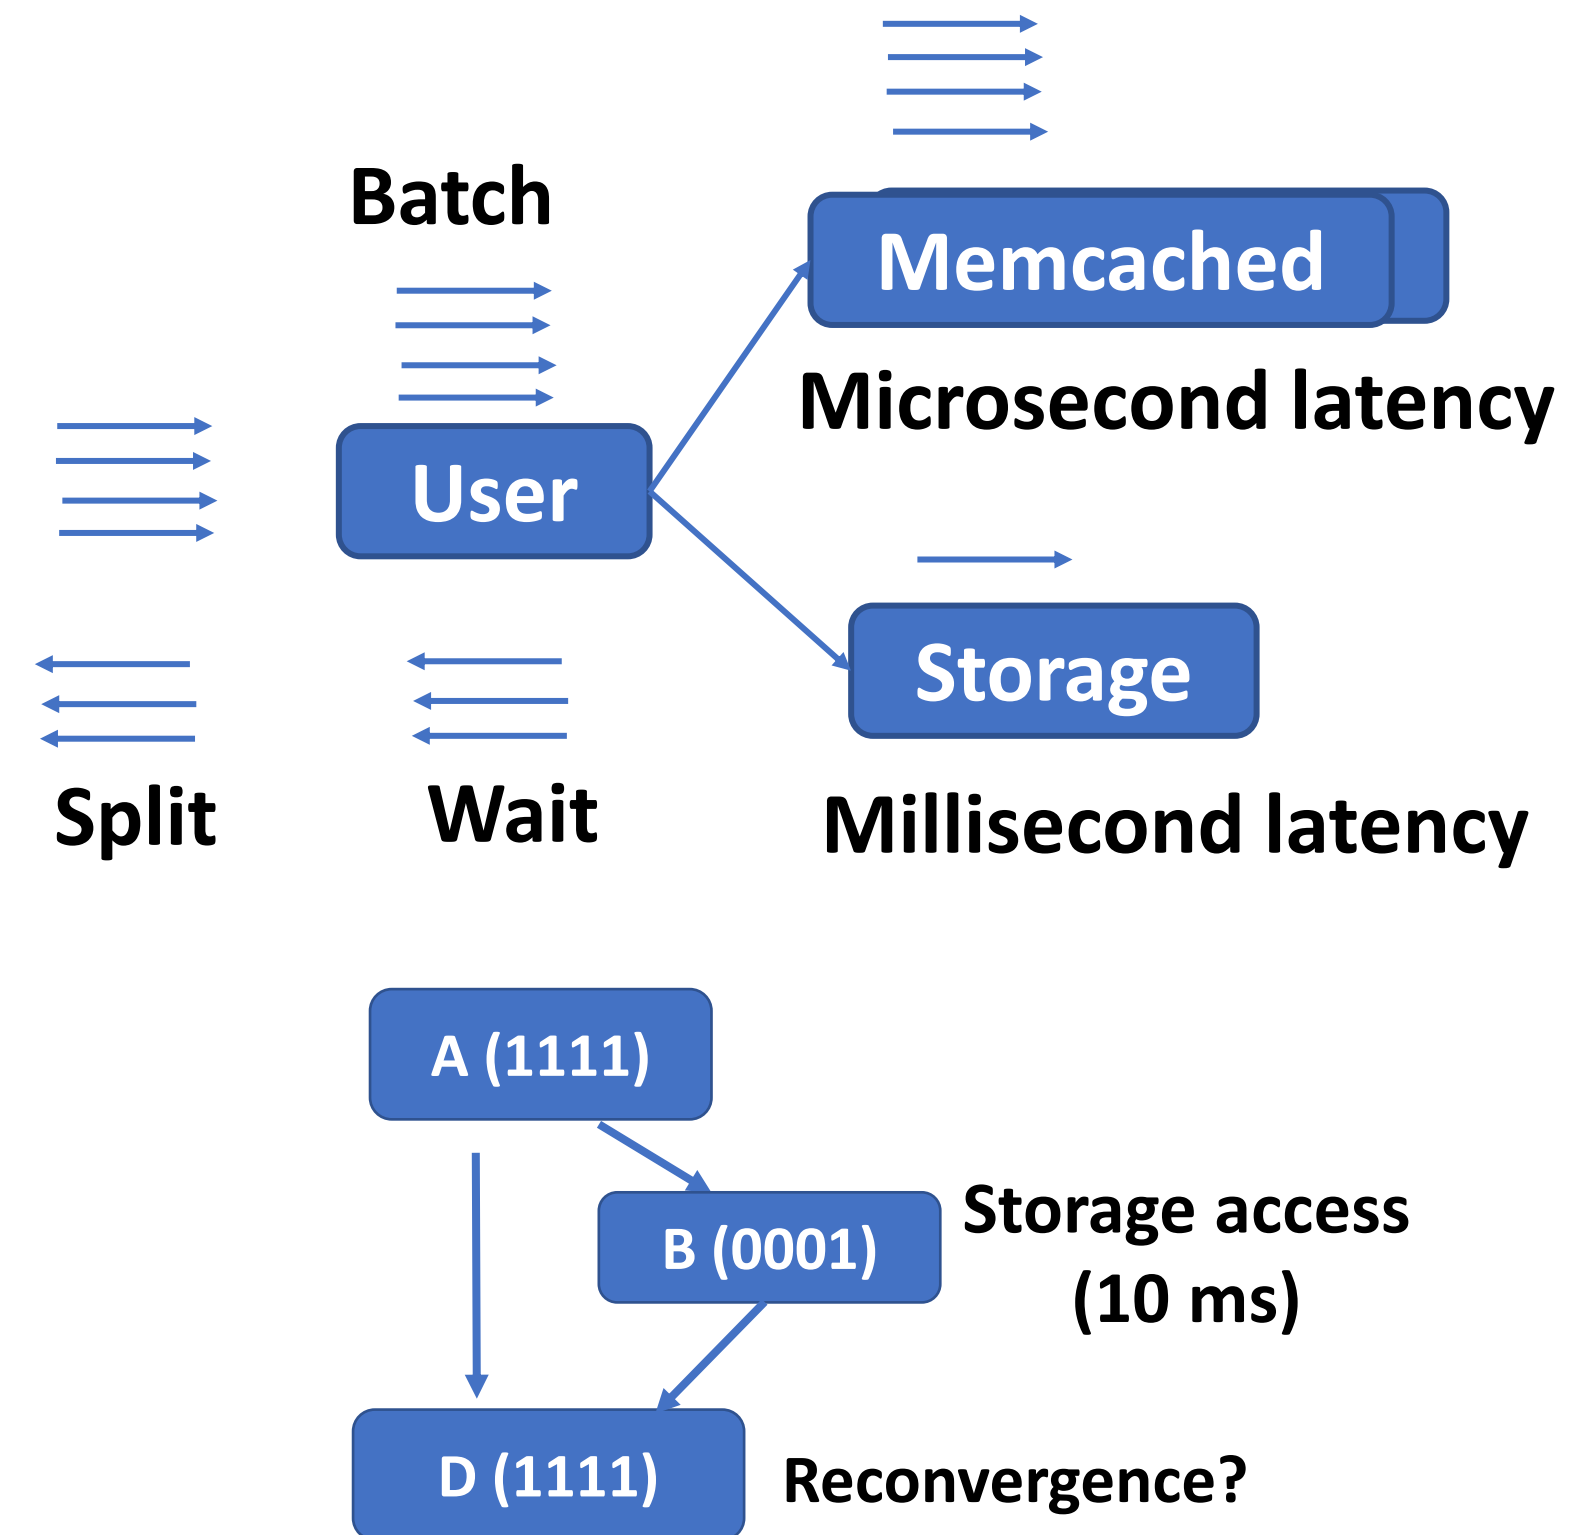 Batch
Memcached
Microsecond latency
User
Storage
Split
Wait
Millisecond latency
A (1111)
B (0001)
Storage access
(10 ms)
D (1111)
Reconvergence?